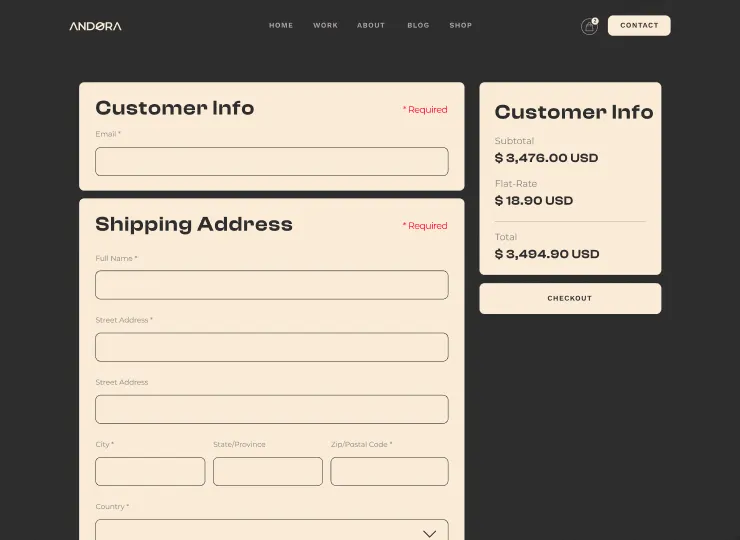 ANDØRA
HOME WORK ABOUT BLOG SHOP
2
CONTACT
Customer Info
* Required
Email *
Shipping Address
* Required
Full Name *
Street Address *
Street Address
City * State/Province Zip/Postal Code *
Country *
Customer Info
Subtotal
$ 3,476.00 USD
Flat-Rate
$ 18.90 USD
Total
$ 3,494.90 USD
CHECKOUT